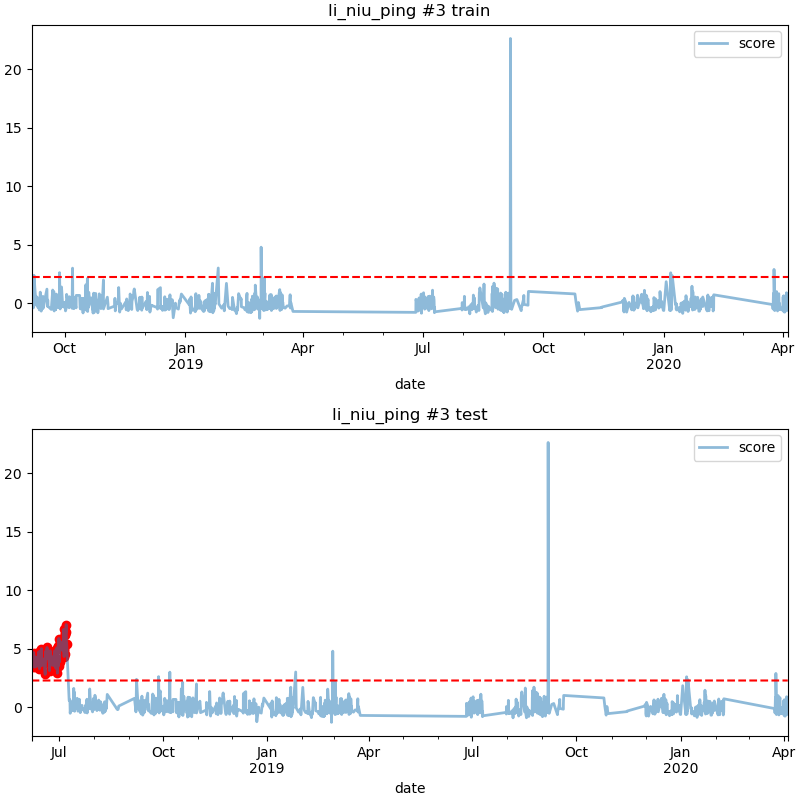 li_niu_ping #3 train
score
20
15
10
5
0
Oct Jan Apr Jul Oct Jan Apr
2019 2020
date
li_niu_ping #3 test
score
20
15
10
5
0
Jul Oct Jan Apr Jul Oct Jan Apr
2019 2020
date